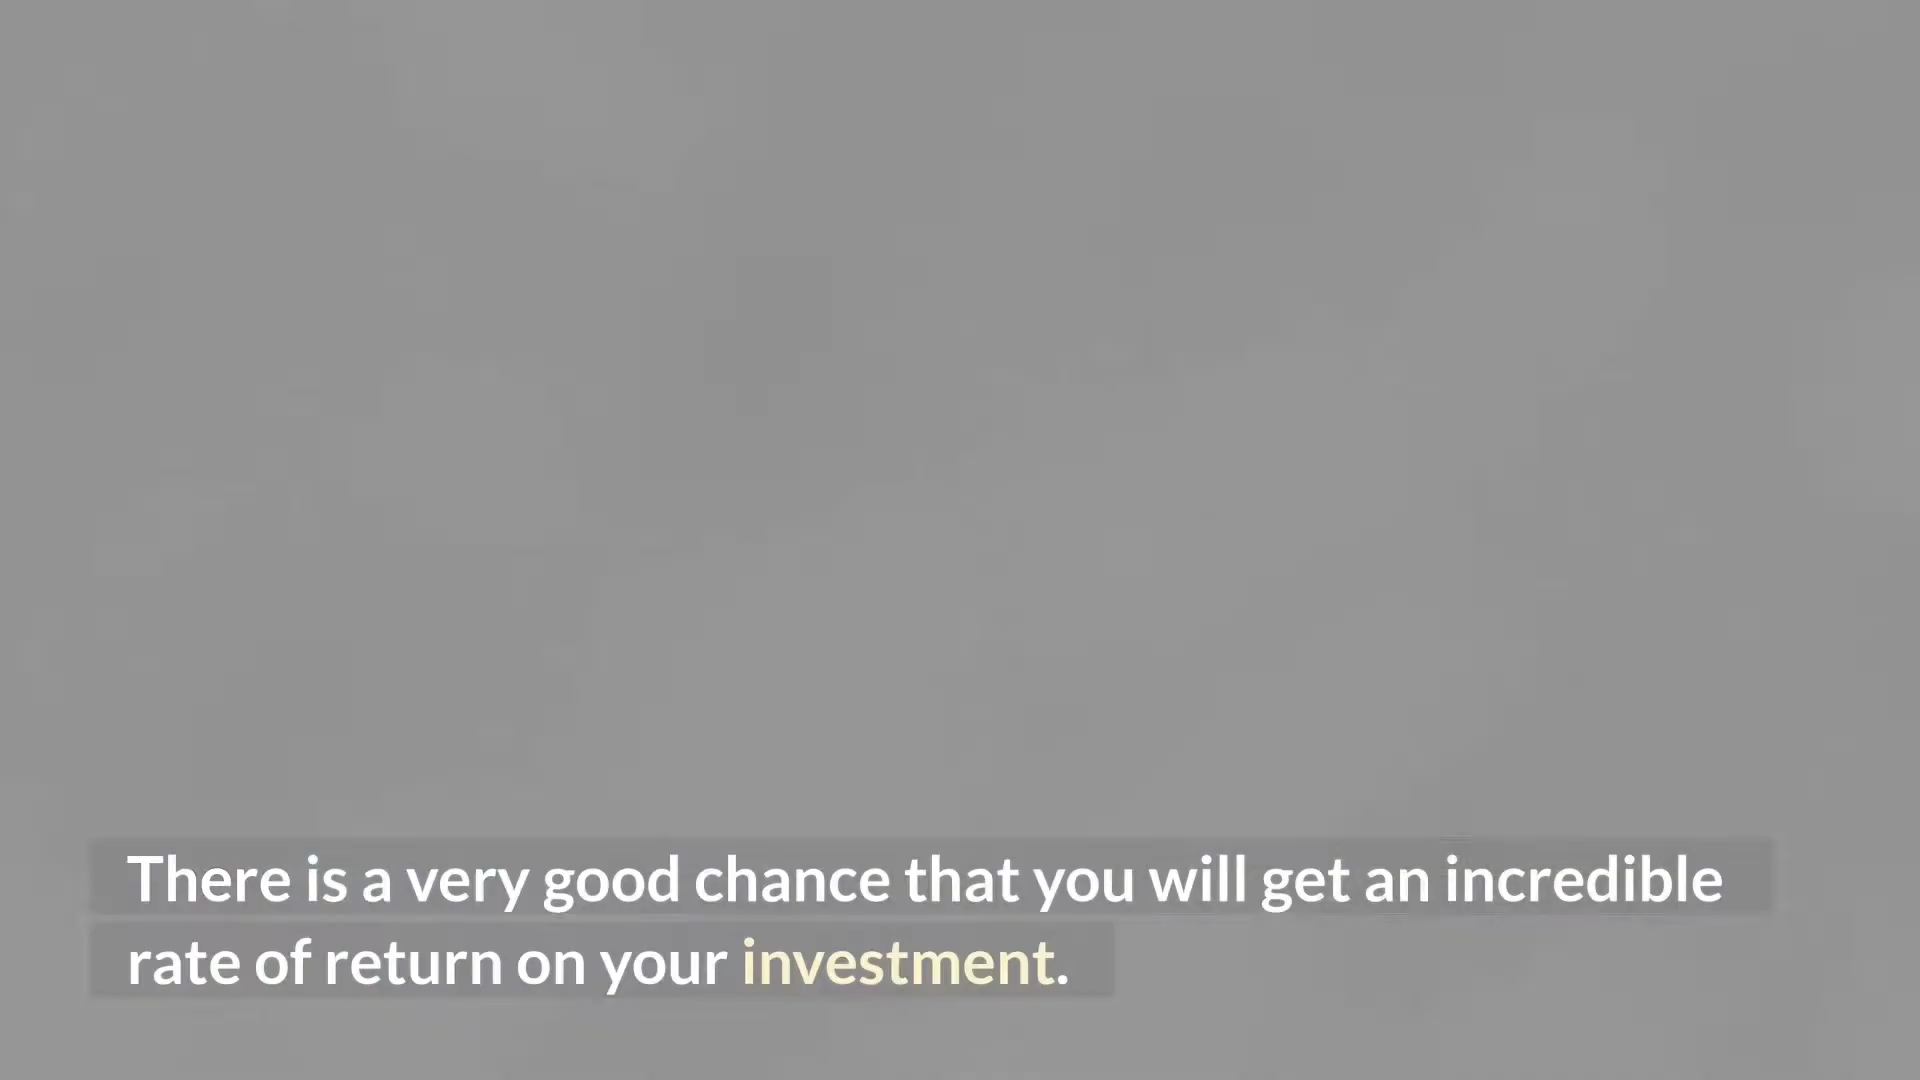 There is a very good chance that you will get an incredible
rate of return on your investment.